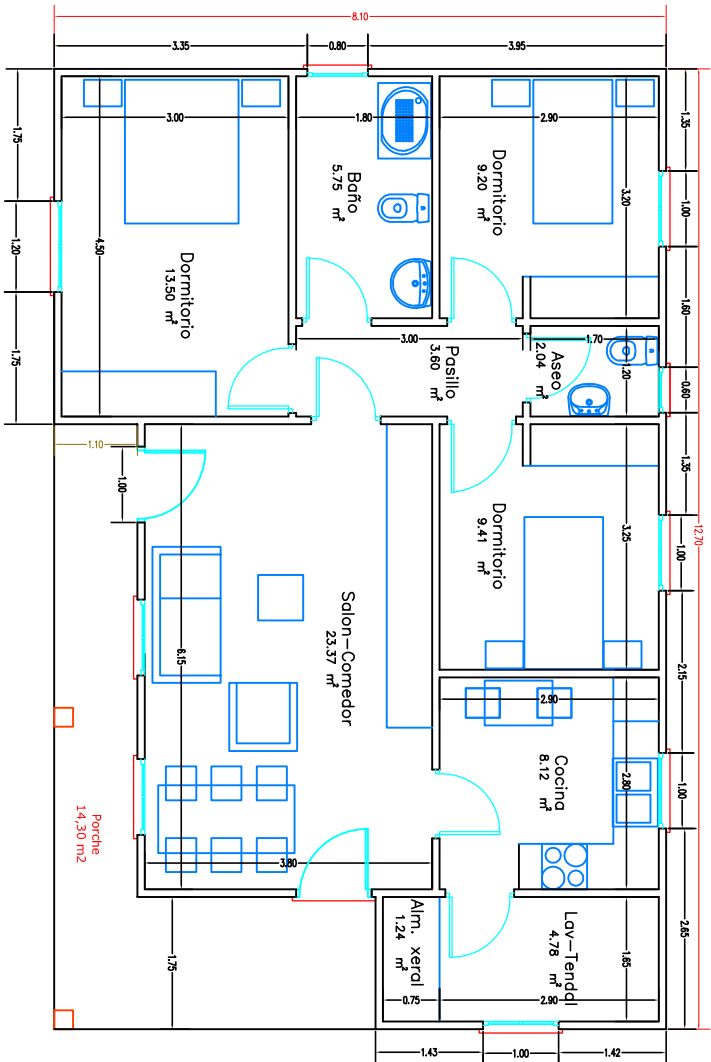 8.10
3.35
0.80
3.95
1.75
1.20
1.75
3.00
4.50
Dormitorio
13.50 m²
1.80
Baño
5.75 m²
2.90
3.20
Dormitorio
9.20 m²
1.35
1.00
1.60
0.60
1.35
1.00
2.15
1.00
2.65
12.70
3.00
Pasillo
3.60 m²
1.70
1.20
Aseo
2.04 m²
1.10
1.00
3.25
Dormitorio
9.41 m²
6.15
Salon-Comedor
23.37 m²
3.80
2.90
2.80
Cocina
8.12 m²
Porche
14,30 m2
1.75
Alm. xeral
1.24 m²
0.75
Lav-Tendal
4.78 m²
1.65
2.90
1.43
1.00
1.42